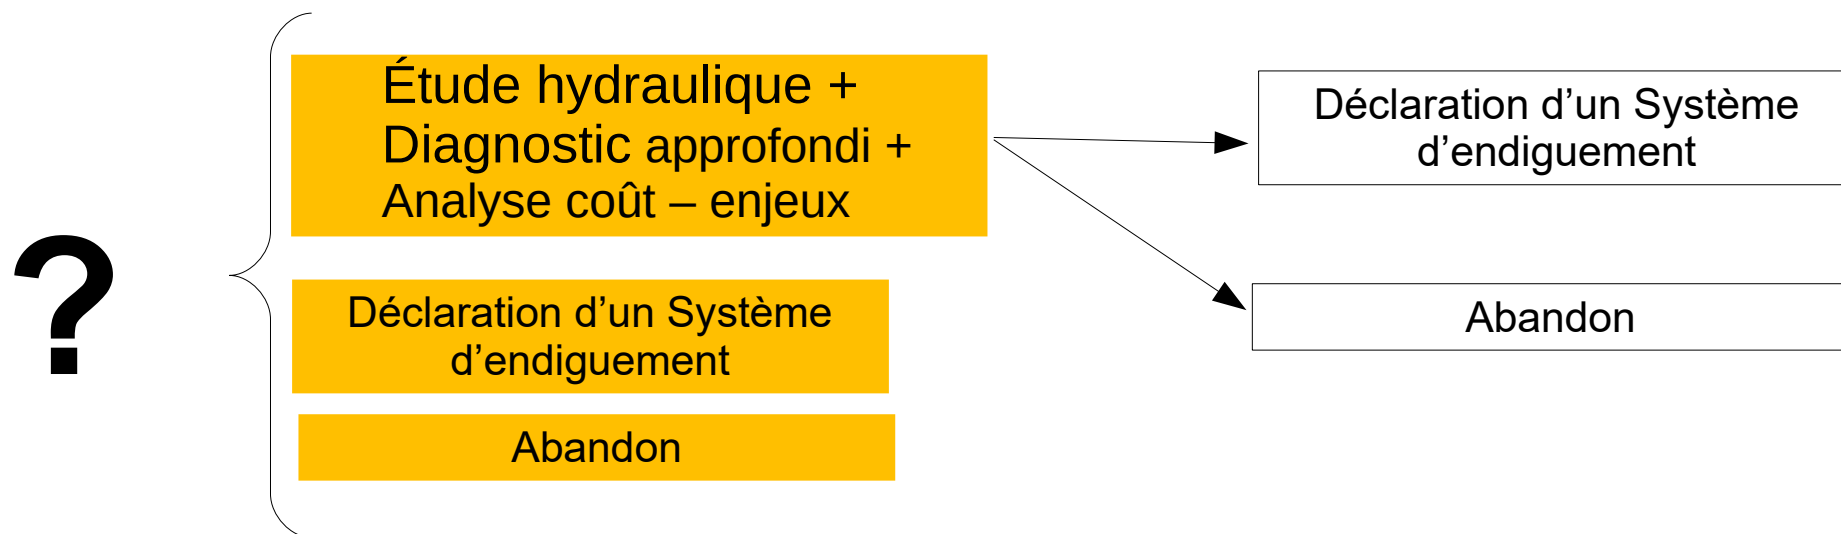 ?
Étude hydraulique +
Diagnostic approfondi +
Analyse coût – enjeux
Déclaration d’un Système
d’endiguement
Abandon
Déclaration d’un Système
d’endiguement
Abandon